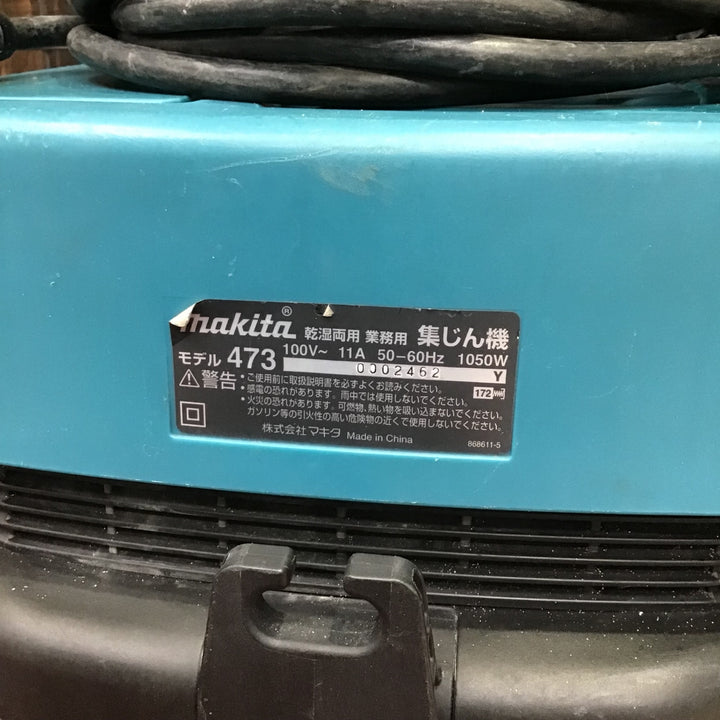 makita® 乾湿両用 業務用 集じん機
モデル 473 100V~ 11A 50-60Hz 1050W
0002462 Y
警告
・ご使用前に取扱説明書を必ずよくお読みください。
・感電の恐れがあります。雨中では使用しないでください。
・火災の恐れがあります。可燃物、熱い物を吸い込ませないでください。
ガソリン等の引火性の高い危険物の近くで使用しないでください。
172
株式会社 マキタ Made in China
868611-5